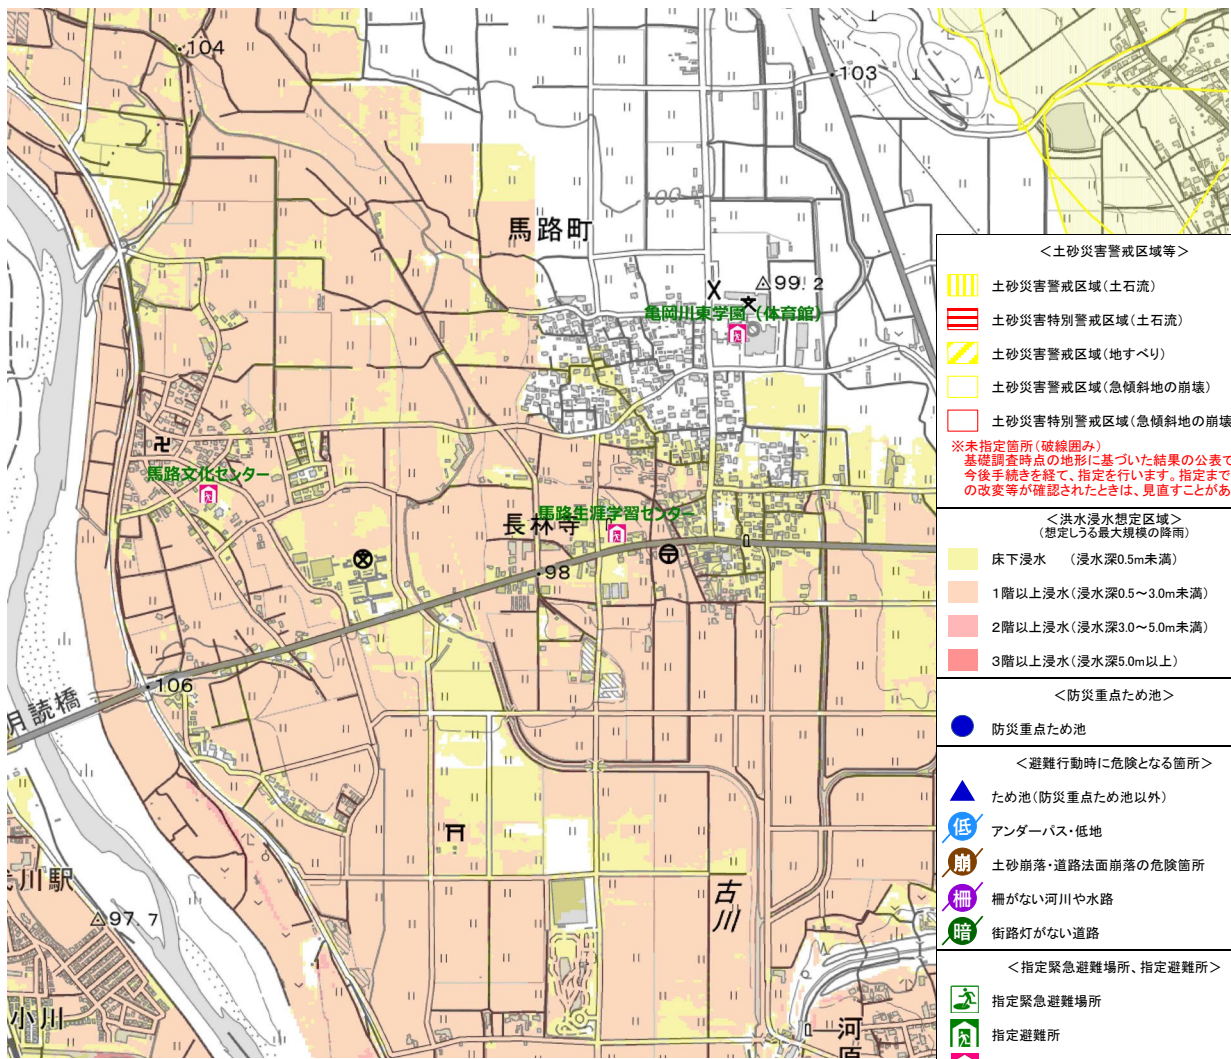 104
103
100
馬路町
99.2
亀岡川東学園(体育館)
馬路文化センター
馬路生涯学習センター
長林寺
98
106
月読橋
川駅
97.7
小川
古川
河原
<土砂災害警戒区域等>
土砂災害警戒区域(土石流)
土砂災害特別警戒区域(土石流)
土砂災害警戒区域(地すべり)
土砂災害警戒区域(急傾斜地の崩壊)
土砂災害特別警戒区域(急傾斜地の崩壊
※未指定箇所(破線囲み)
基礎調査時点の地形に基づいた結果の公表で
今後手続きを経て、指定を行います。指定まで
の改変等が確認されたときは、見直すことがあ
<洪水浸水想定区域>
(想定しうる最大規模の降雨)
床下浸水 (浸水深0.5m未満)
1階以上浸水(浸水深0.5~3.0m未満)
2階以上浸水(浸水深3.0~5.0m未満)
3階以上浸水(浸水深5.0m以上)
<防災重点ため池>
防災重点ため池
<避難行動時に危険となる箇所>
ため池(防災重点ため池以外)
低 アンダーパス・低地
崩 土砂崩落・道路法面崩落の危険箇所
柵 柵がない河川や水路
暗 街路灯がない道路
<指定緊急避難場所、指定避難所>
指定緊急避難場所
指定避難所